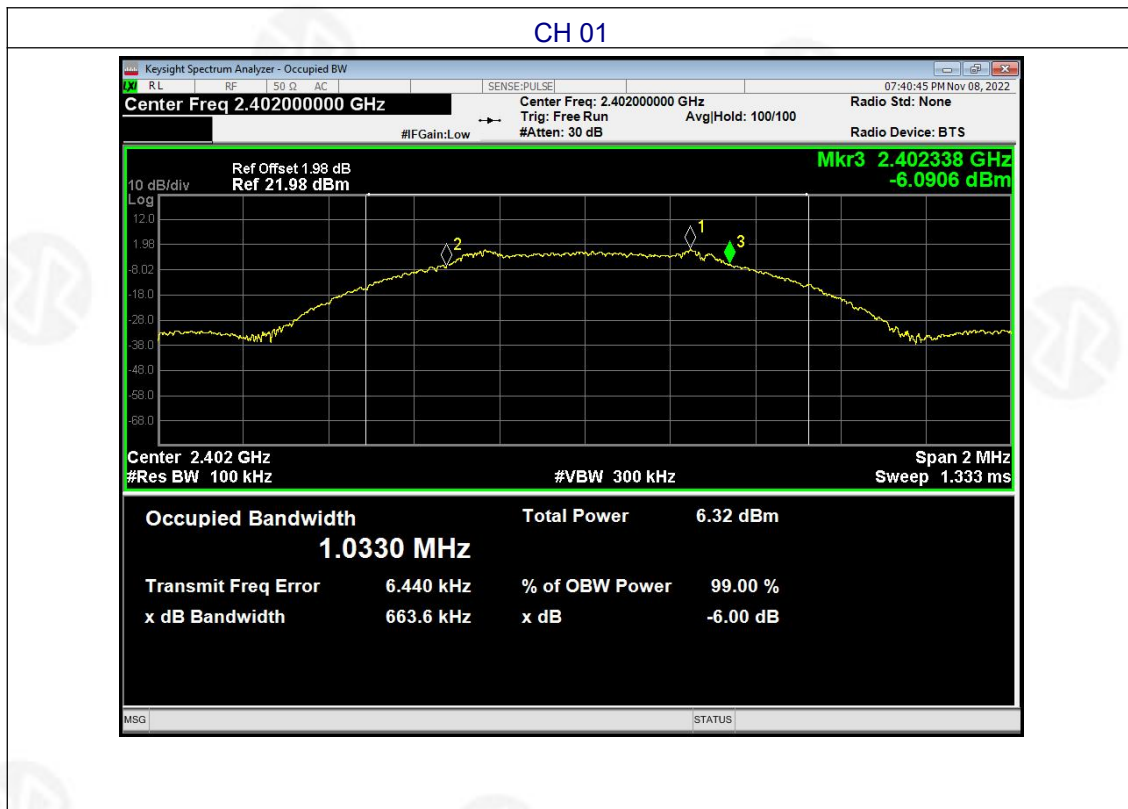 CH 01
Keysight Spectrum Analyzer - Occupied BW
LXI RL RF 50 Ω AC SENSE:PULSE 07:40:45 PM Nov 08, 2022
Center Freq 2.402000000 GHz Center Freq: 2.402000000 GHz Radio Std: None
Trig: Free Run Avg|Hold: 100/100
#IFGain:Low #Atten: 30 dB Radio Device: BTS
Mkr3 2.402338 GHz
Ref Offset 1.98 dB
10 dB/div Ref 21.98 dBm -6.0906 dBm
Log
12.0
1.98
-8.02
-18.0
-28.0
-38.0
-48.0
-58.0
-68.0
2
1
3
Center 2.402 GHz Span 2 MHz
#Res BW 100 kHz #VBW 300 kHz Sweep 1.333 ms
Occupied Bandwidth Total Power 6.32 dBm
1.0330 MHz
Transmit Freq Error 6.440 kHz % of OBW Power 99.00 %
x dB Bandwidth 663.6 kHz x dB -6.00 dB
MSG STATUS